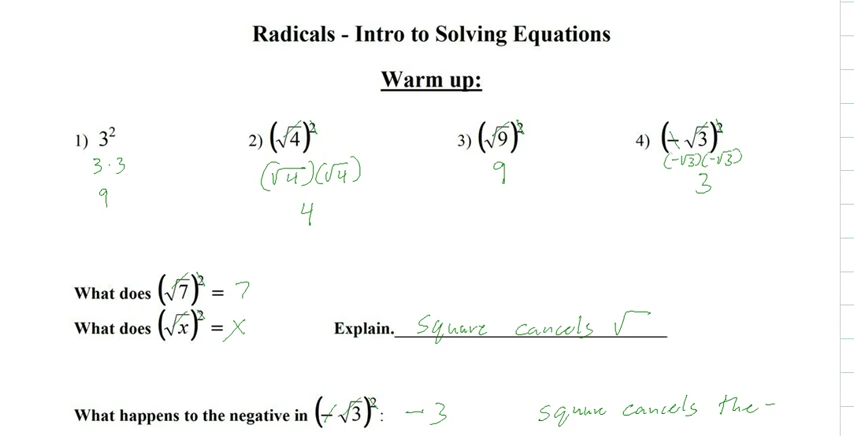 Radicals - Intro to Solving Equations
Warm up:
1) 3² 2) (√4)² 3) (√9)² 4) (-√3)²
3·3 (√4)(√4) 9 (-√3)(-√3)
9 4 3
What does (√7)² = 7
What does (√x)² = x Explain. Square cancels √
What happens to the negative in (-√3)²: -3 square cancels the -